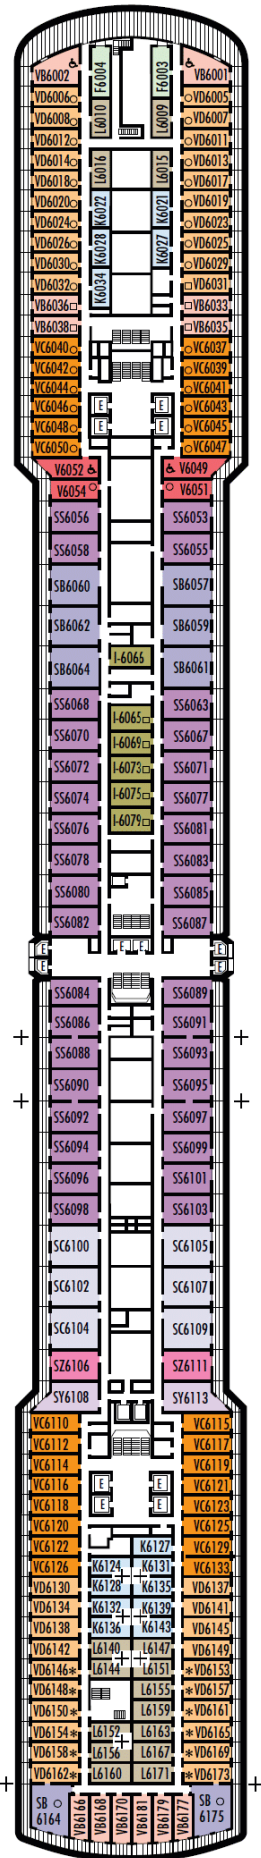 VB6002 F6004 F6003 VB6001
VD6006 L6010 L6009 VD6005
VD6008 VD6007
VD6012 VD6011
VD6014 L6016 L6015 VD6013
VD6018 VD6017
VD6020 K6022 K6021 VD6019
VD6024 VD6023
VD6026 K6028 K6027 VD6025
VD6030 VD6029
VD6032 K6034 VD6031
VB6036 VB6033
VB6038 VB6035
VC6040 VC6037
VC6042 VC6039
VC6044 VC6041
VC6046 E E VC6043
VC6048 E E VC6045
VC6050 VC6047
V6052 V6049
V6054 V6051
SS6056 SS6053
SS6058 SS6055
SB6060 SB6057
SB6062 SB6059
SB6064 I-6066 SB6061
SS6068 I-6065 SS6063
SS6070 I-6069 SS6067
SS6072 I-6073 SS6071
SS6074 I-6075 SS6077
SS6076 I-6079 SS6081
SS6078 SS6083
SS6080 SS6085
SS6082 SS6087
E E E E
E E
SS6084 SS6089
SS6086 SS6091
SS6088 SS6093
SS6090 SS6095
SS6092 SS6097
SS6094 SS6099
SS6096 SS6101
SS6098 SS6103
SC6100 SC6105
SC6102 SC6107
SC6104 SC6109
SZ6106 SZ6111
SY6108 SY6113
VC6110 VC6115
VC6112 VC6117
VC6114 VC6119
VC6116 E E VC6121
VC6118 E E VC6123
VC6120 VC6125
VC6122 K6127 VC6129
VC6126 K6124 K6131 VC6133
VD6130 K6128 K6135 VD6137
VD6134 K6132 K6139 VD6141
VD6138 K6136 K6143 VD6145
VD6142 L6140 L6147 VD6149
VD6146* L6144 L6151 *VD6153
VD6148* L6155 *VD6157
VD6150* L6159 *VD6161
VD6154* L6152 L6163 *VD6165
VD6158* L6156 L6167 *VD6169
VD6162* L6160 L6171 *VD6173
SB 6164 VB6166 VB6168 VB6170 VB6181 VB6179 VB6177 SB 6175